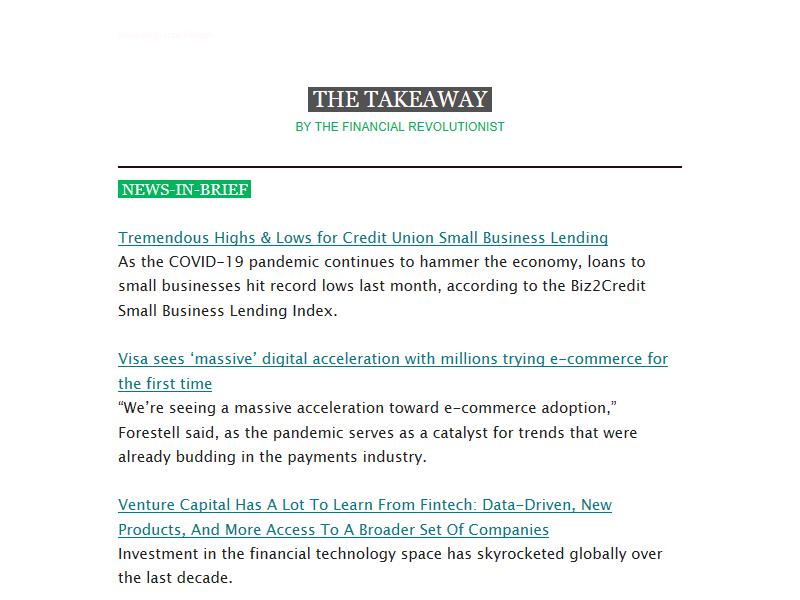 THE TAKEAWAY
BY THE FINANCIAL REVOLUTIONIST
NEWS-IN-BRIEF
Tremendous Highs & Lows for Credit Union Small Business Lending
As the COVID-19 pandemic continues to hammer the economy, loans to
small businesses hit record lows last month, according to the Biz2Credit
Small Business Lending Index.
Visa sees ‘massive’ digital acceleration with millions trying e-commerce for
the first time
“We’re seeing a massive acceleration toward e-commerce adoption,”
Forestell said, as the pandemic serves as a catalyst for trends that were
already budding in the payments industry.
Venture Capital Has A Lot To Learn From Fintech: Data-Driven, New
Products, And More Access To A Broader Set Of Companies
Investment in the financial technology space has skyrocketed globally over
the last decade.